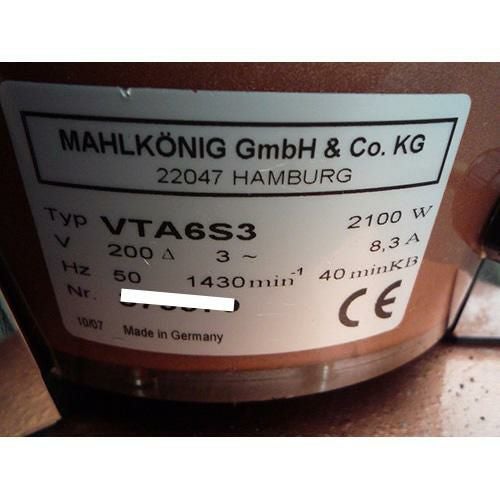 MAHLKÖNIG GmbH & Co. KG
22047 HAMBURG
Typ VTA6S3 2100 W
V 200 Δ 3 ~ 8,3 A
Hz 50 1430 min⁻¹ 40 minKB
Nr.
CE
10/07 Made in Germany